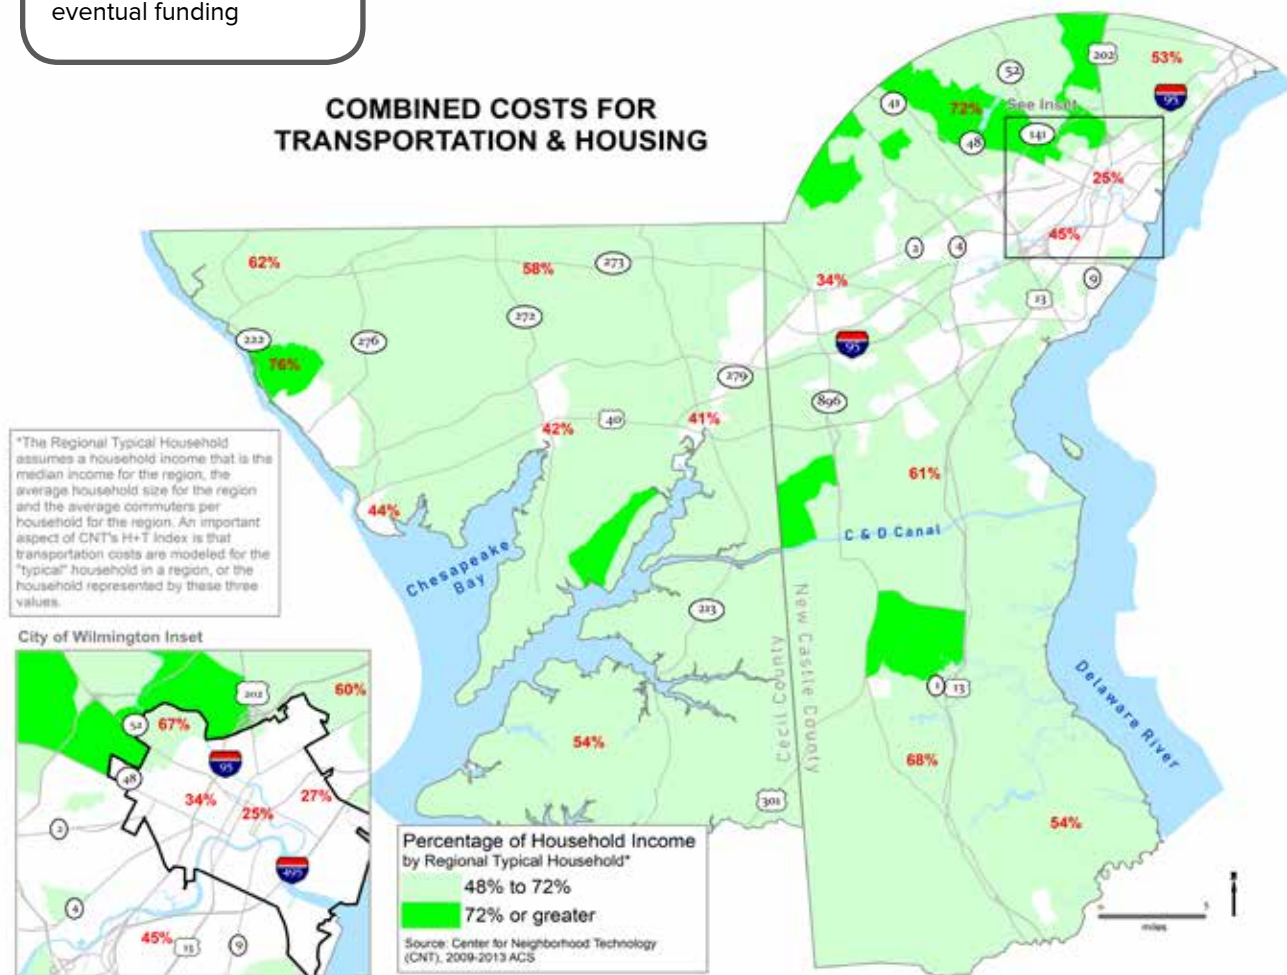 eventual funding
COMBINED COSTS FOR
TRANSPORTATION & HOUSING
202
53%
52
95
41
72%
See Inset
48
141
25%
45%
62%
58%
273
2
4
34%
9
13
272
222
276
95
76%
279
896
42%
40
41%
*The Regional Typical Household
assumes a household income that is the
median income for the region, the
average household size for the region
and the average commuters per
household for the region. An important
aspect of CNT's H+T Index is that
transportation costs are modeled for the
"typical" household in a region, or the
household represented by these three
values.
61%
44%
C & D Canal
Chesapeake
Bay
213
Cecil County
New Castle County
1
13
Delaware River
54%
68%
301
54%
City of Wilmington Inset
202
60%
52
67%
95
48
34%
25%
27%
2
495
4
45%
13
9
Percentage of Household Income
by Regional Typical Household*
48% to 72%
72% or greater
Source: Center for Neighborhood Technology
(CNT), 2009-2013 ACS
5
miles